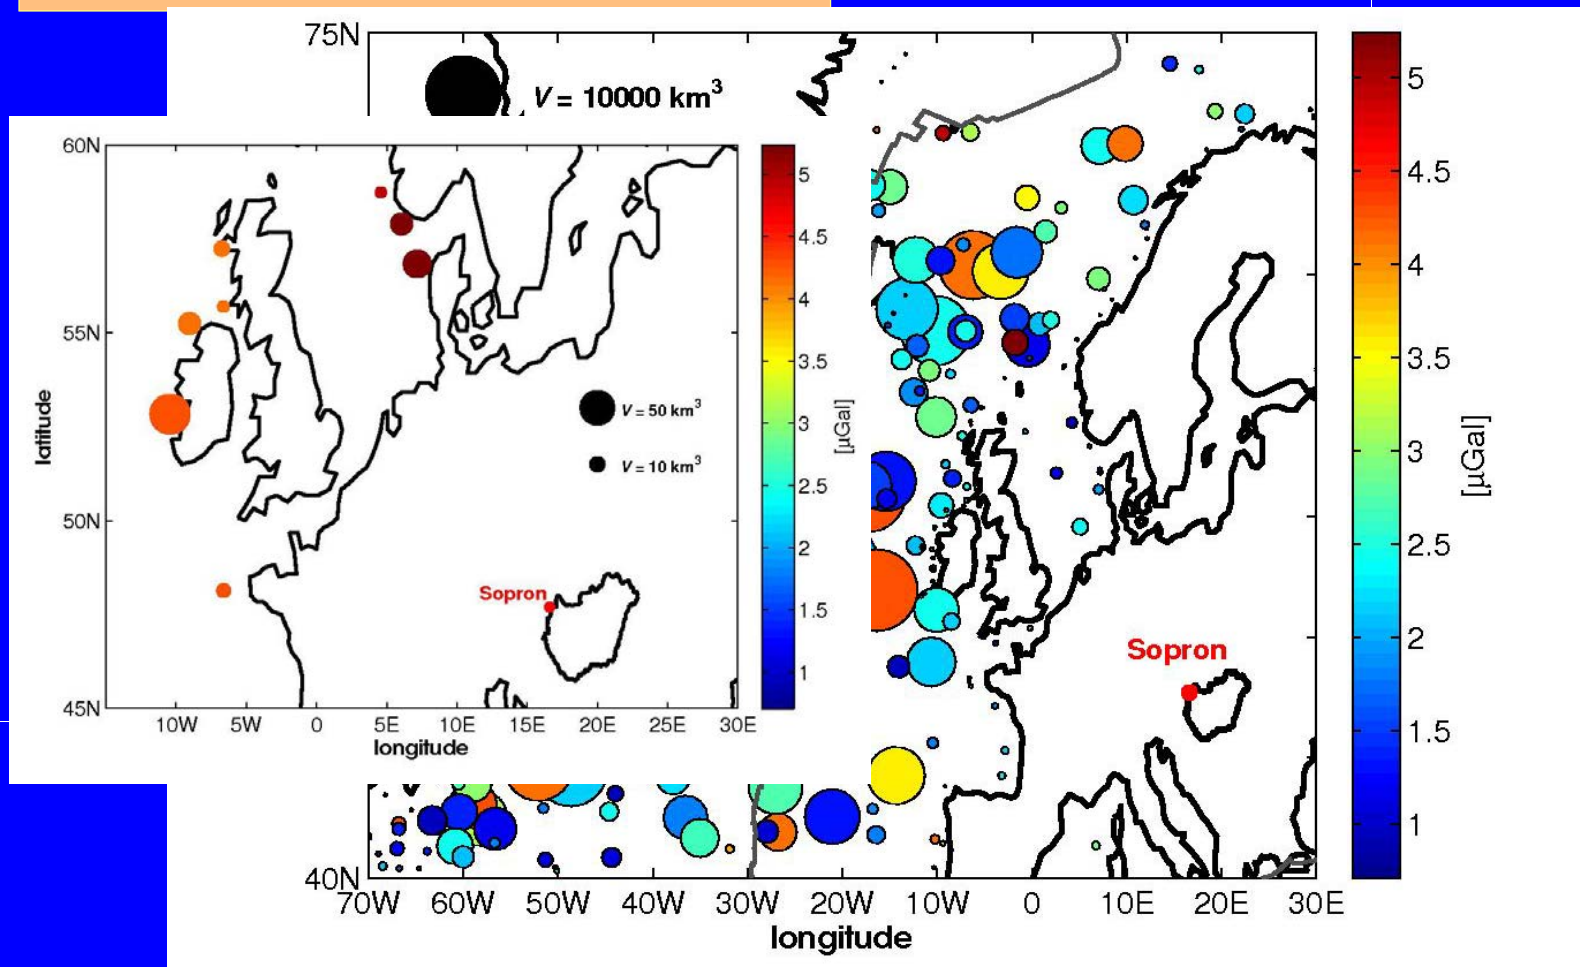 75N
V = 10000 km³
60N
55N
50N
45N
latitude
10W 5W 0 5E 10E 15E 20E 25E 30E
longitude
V = 50 km³
V = 10 km³
Sopron
5
4.5
4
3.5
3
2.5
2
1.5
1
[µGal]
Sopron
40N
70W 60W 50W 40W 30W 20W 10W 0 10E 20E 30E
longitude
5
4.5
4
3.5
3
2.5
2
1.5
1
[µGal]